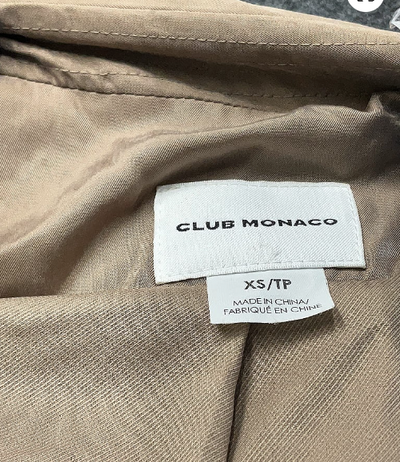 CLUB MONACO
XS/TP
MADE IN CHINA/
FABRIQUÉ EN CHINE